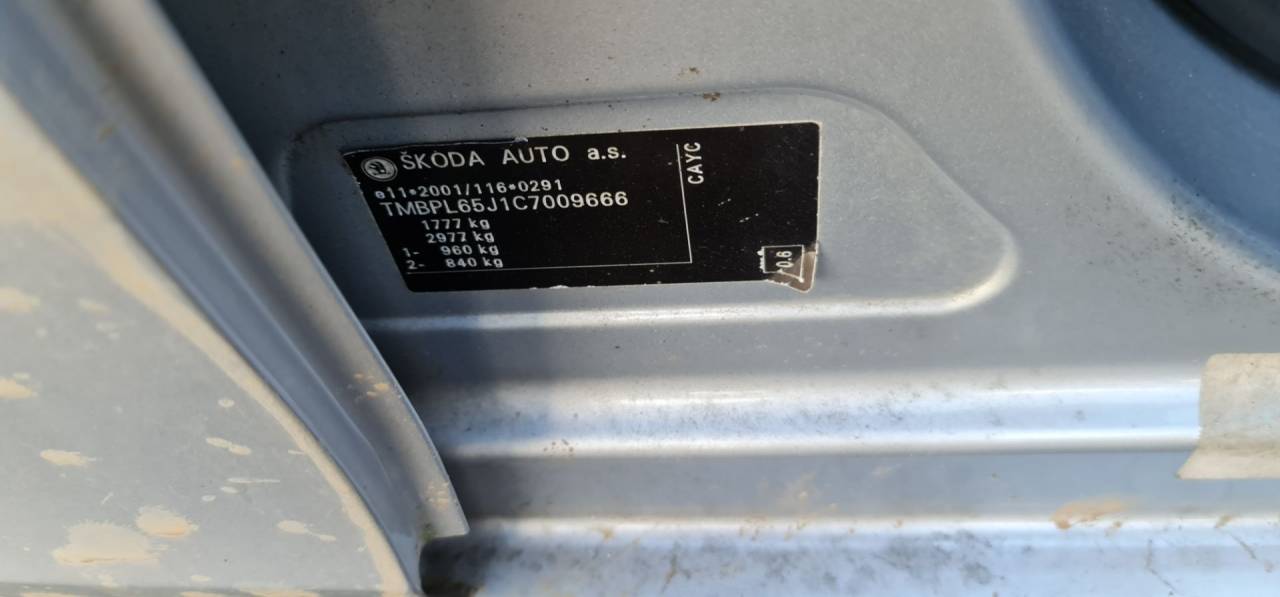 ŠKODA AUTO a.s.
e11*2001/116*0291
TMBPL65J1C7009666
1777 kg
2977 kg
1- 960 kg
2- 840 kg
CAYC
0.6